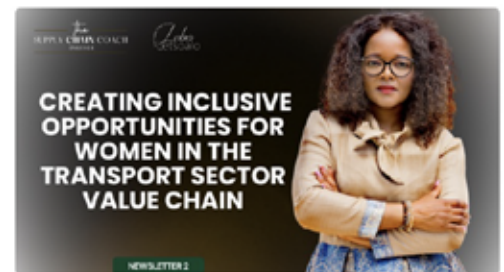 The
SUPPLY CHAIN COACH
CREATING INCLUSIVE
OPPORTUNITIES FOR
WOMEN IN THE
TRANSPORT SECTOR
VALUE CHAIN
NEWSLETTER 2